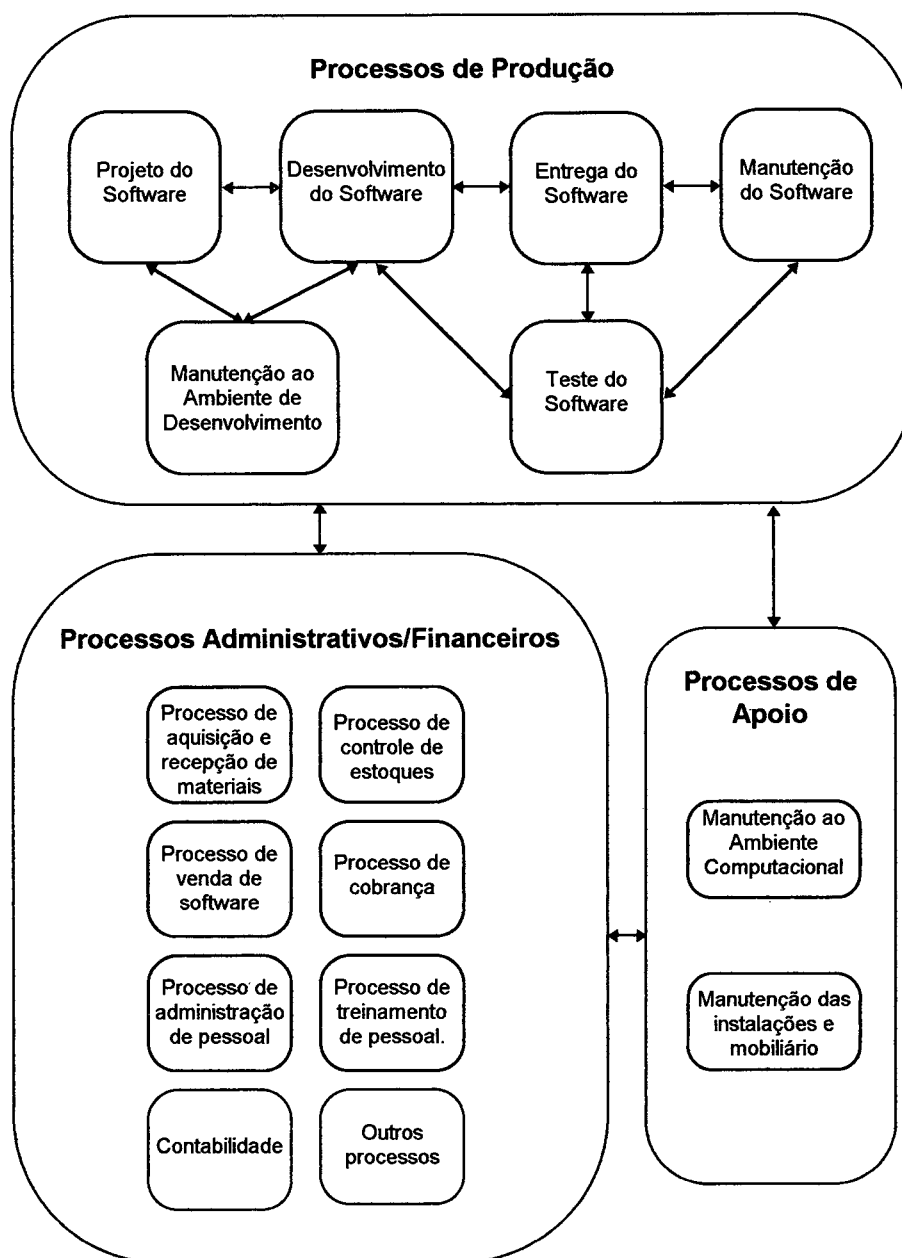 Processos de Produção
Projeto do
Software
Desenvolvimento
do Software
Entrega do
Software
Manutenção
do Software
Manutenção ao
Ambiente de
Desenvolvimento
Teste do
Software
Processos Administrativos/Financeiros
Processo de
aquisição e
recepção de
materiais
Processo de
controle de
estoques
Processo de
venda de
software
Processo de
cobrança
Processo de
administração
de pessoal
Processo de
treinamento
de pessoal.
Contabilidade
Outros
processos
Processos de
Apoio
Manutenção ao
Ambiente
Computacional
Manutenção das
instalações e
mobiliário